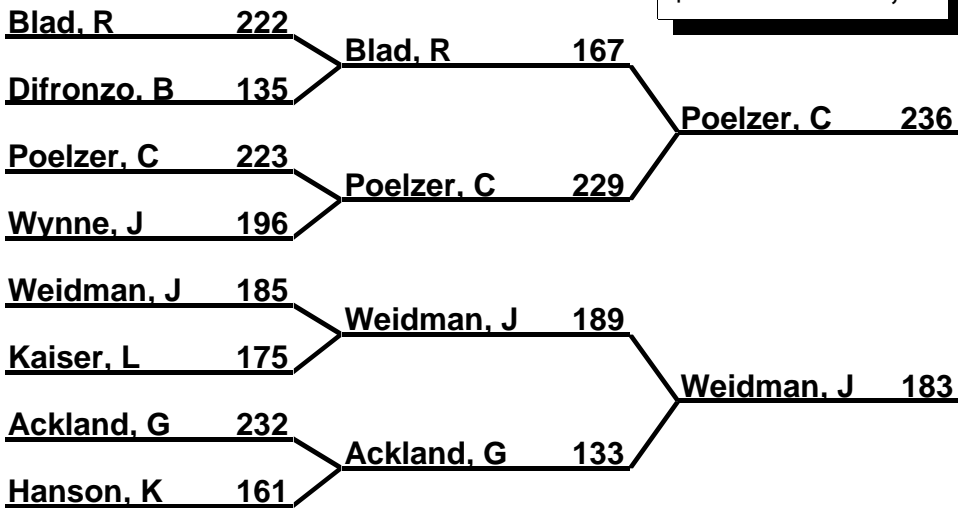 Blad, R 222
Difronzo, B 135
Poelzer, C 223
Wynne, J 196
Weidman, J 185
Kaiser, L 175
Ackland, G 232
Hanson, K 161
Blad, R 167
Poelzer, C 229
Weidman, J 189
Ackland, G 133
Poelzer, C 236
Weidman, J 183